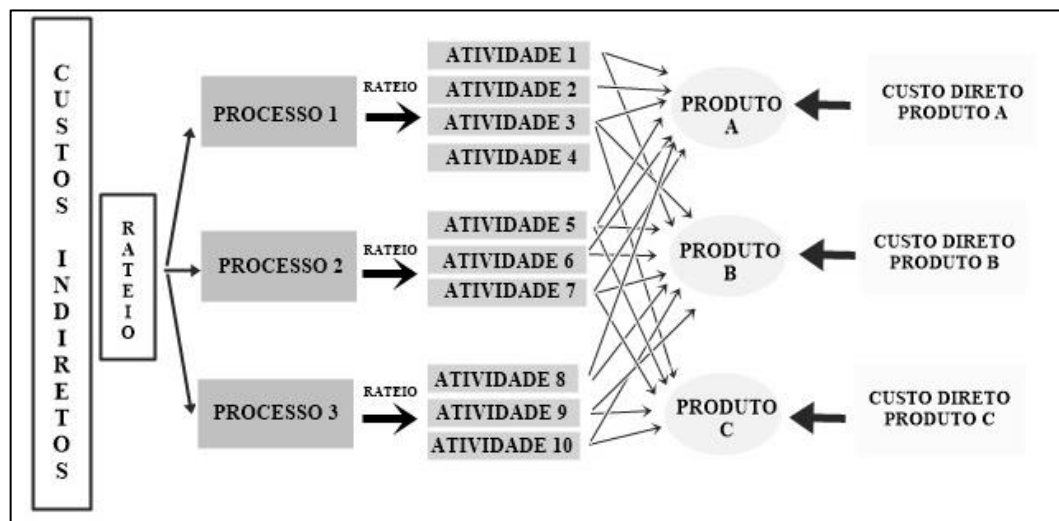 CUSTOS INDIRETOS
RATEIO
PROCESSO 1
RATEIO
ATIVIDADE 1
ATIVIDADE 2
ATIVIDADE 3
ATIVIDADE 4
PRODUTO
A
CUSTO DIRETO
PRODUTO A
PROCESSO 2
RATEIO
ATIVIDADE 5
ATIVIDADE 6
ATIVIDADE 7
PRODUTO
B
CUSTO DIRETO
PRODUTO B
PROCESSO 3
RATEIO
ATIVIDADE 8
ATIVIDADE 9
ATIVIDADE 10
PRODUTO
C
CUSTO DIRETO
PRODUTO C